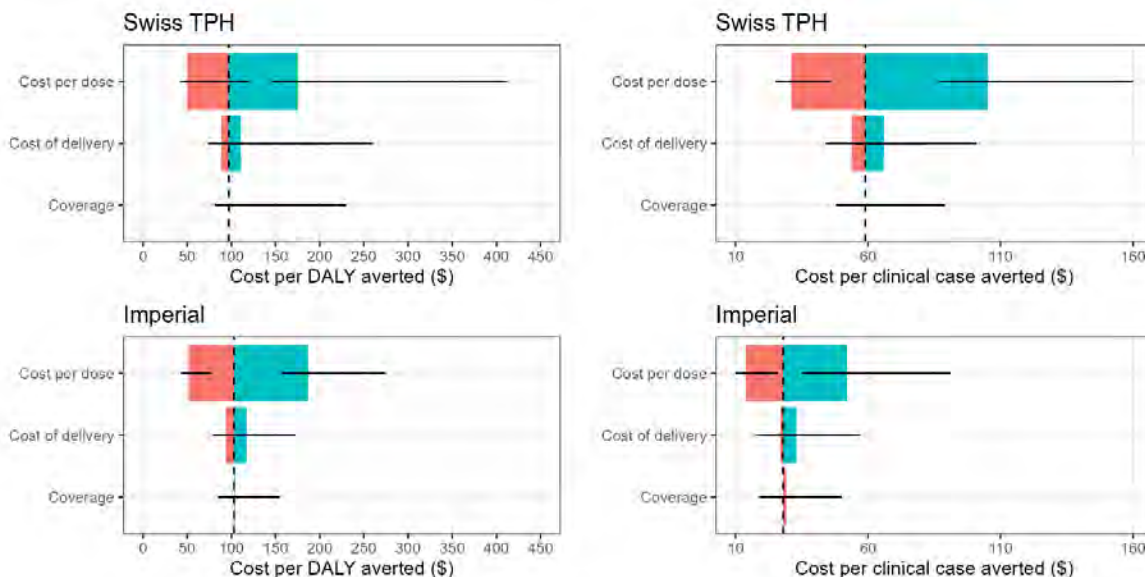 Swiss TPH
Cost per dose
Cost of delivery
Coverage
0 50 100 150 200 250 300 350 400 450
Cost per DALY averted ($)
Swiss TPH
Cost per dose
Cost of delivery
Coverage
10 60 110 160
Cost per clinical case averted ($)
Imperial
Cost per dose
Cost of delivery
Coverage
0 50 100 150 200 250 300 350 400 450
Cost per DALY averted ($)
Imperial
Cost per dose
Cost of delivery
Coverage
10 60 110 160
Cost per clinical case averted ($)